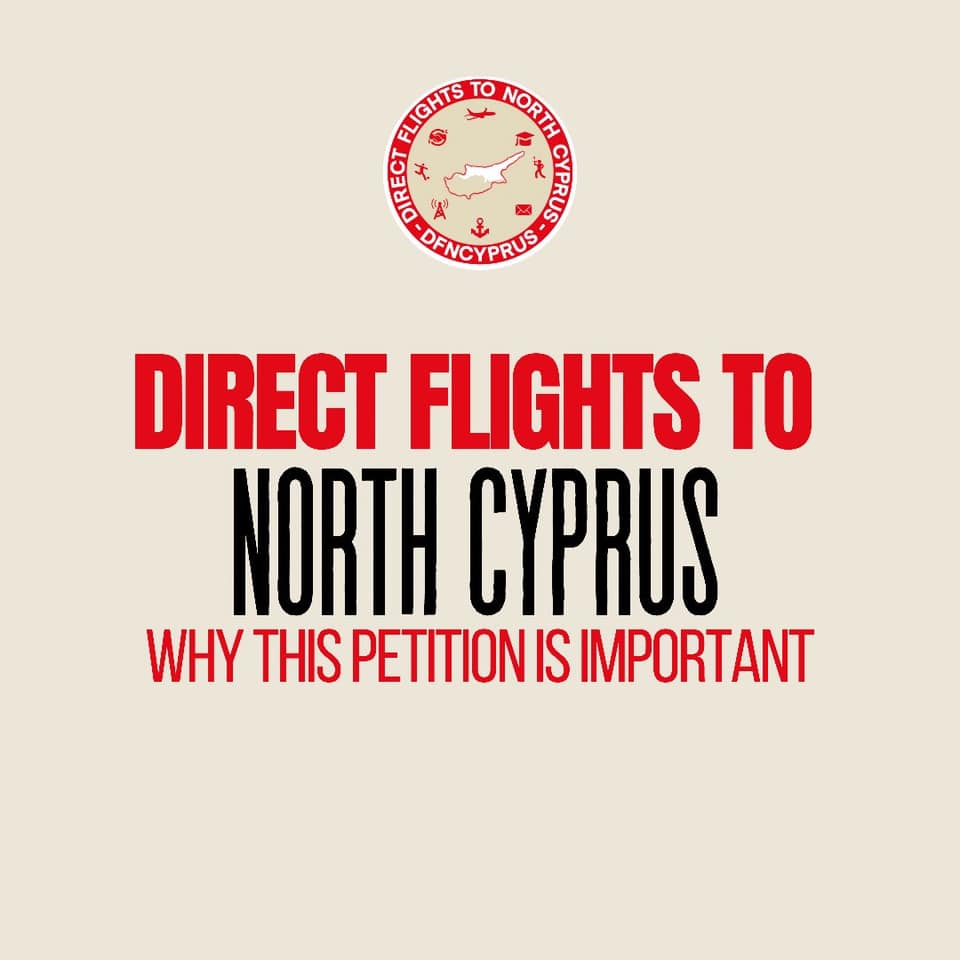 DIRECT FLIGHTS TO NORTH CYPRUS
- DFNCYPRUS -
DIRECT FLIGHTS TO
NORTH CYPRUS
WHY THIS PETITION IS IMPORTANT